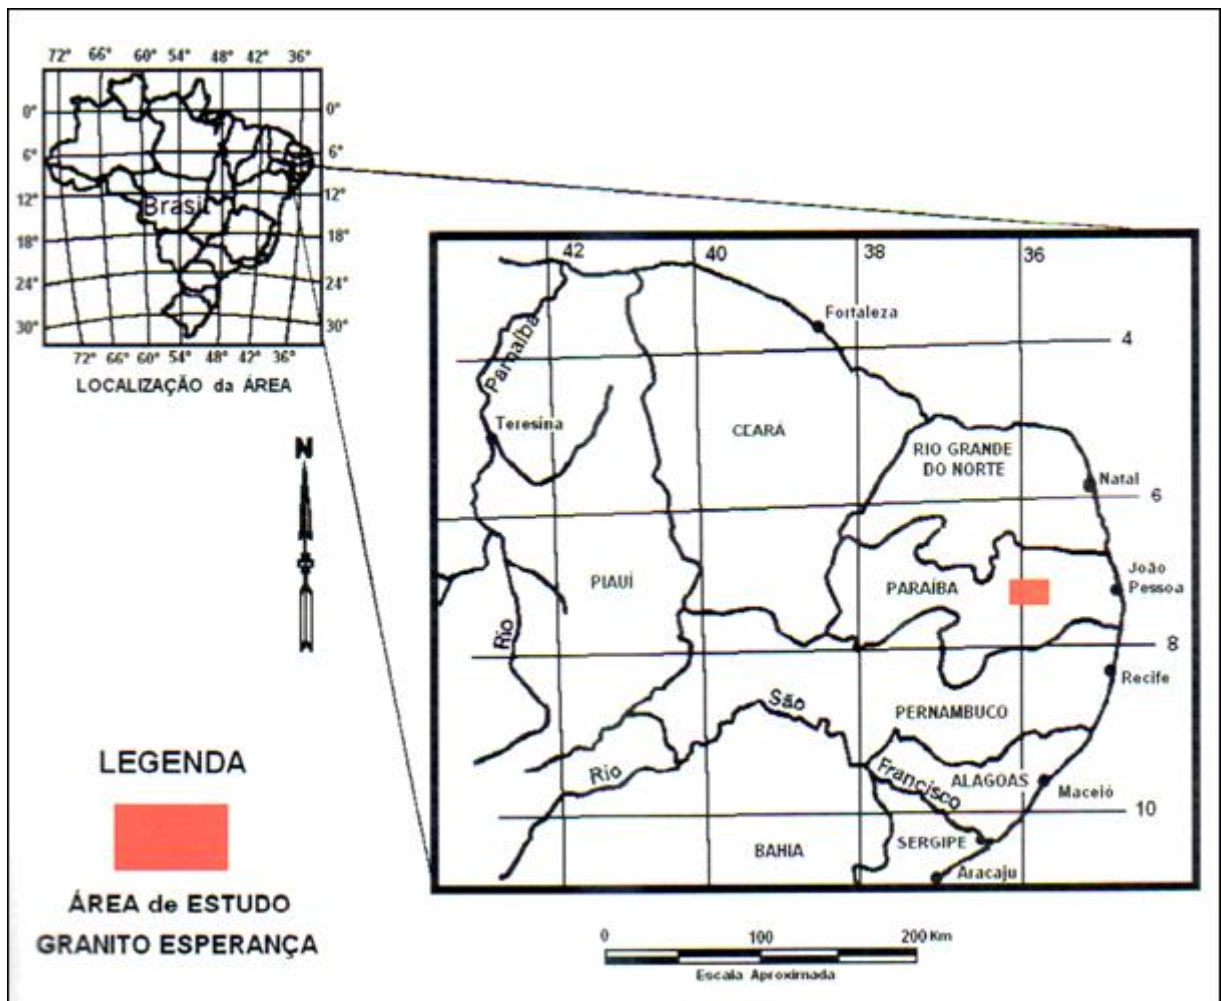 72° 66° 60° 54° 48° 42° 36°
0° 0°
6° 6°
12° 12°
Brasil
18° 18°
24° 24°
30° 30°
72° 66° 60° 54° 48° 42° 36°
LOCALIZAÇÃO da ÁREA
N
42 40 38 36
Fortaleza
4
Parnaíba
Teresina
CEARÁ
RIO GRANDE
DO NORTE
Natal
6
João
Pessoa
PIAUÍ
PARAÍBA
Rio
8
Recife
São
PERNAMBUCO
Rio
Francisco
ALAGOAS
Maceió
10
BAHIA
SERGIPE
Aracaju
LEGENDA
ÁREA de ESTUDO
GRANITO ESPERANÇA
0 100 200 Km
Escala Aproximada